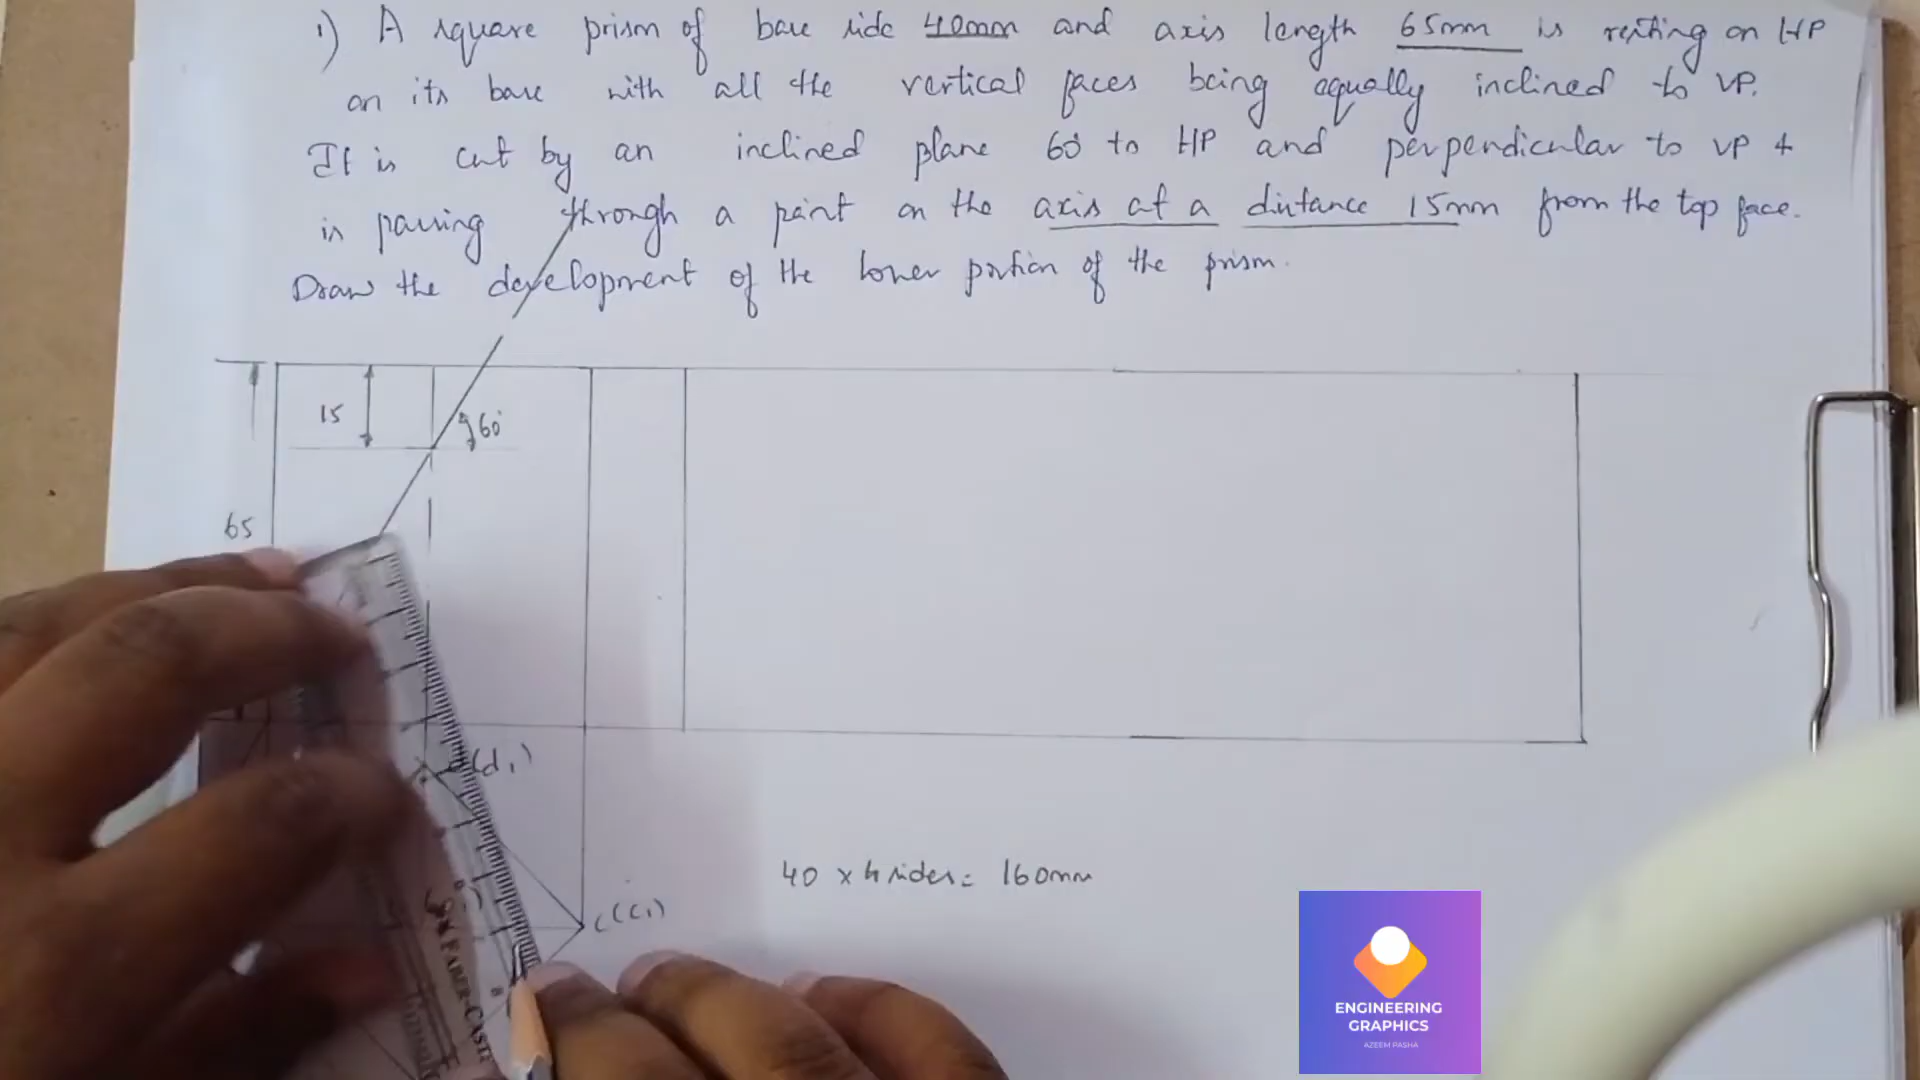 1) A square prism of base side 40mm and axis length 65mm is resting on HP
on its base with all the vertical faces being equally inclined to VP.
It is cut by an inclined plane 60° to HP and perpendicular to VP &
is passing through a point on the axis at a distance 15mm from the top face.
Draw the development of the lower portion of the prism.
15
60°
65
(d1)
40 x 4 sides = 160mm
c(c1)
FABER-CAST
ENGINEERING
GRAPHICS
AZEEM PASHA